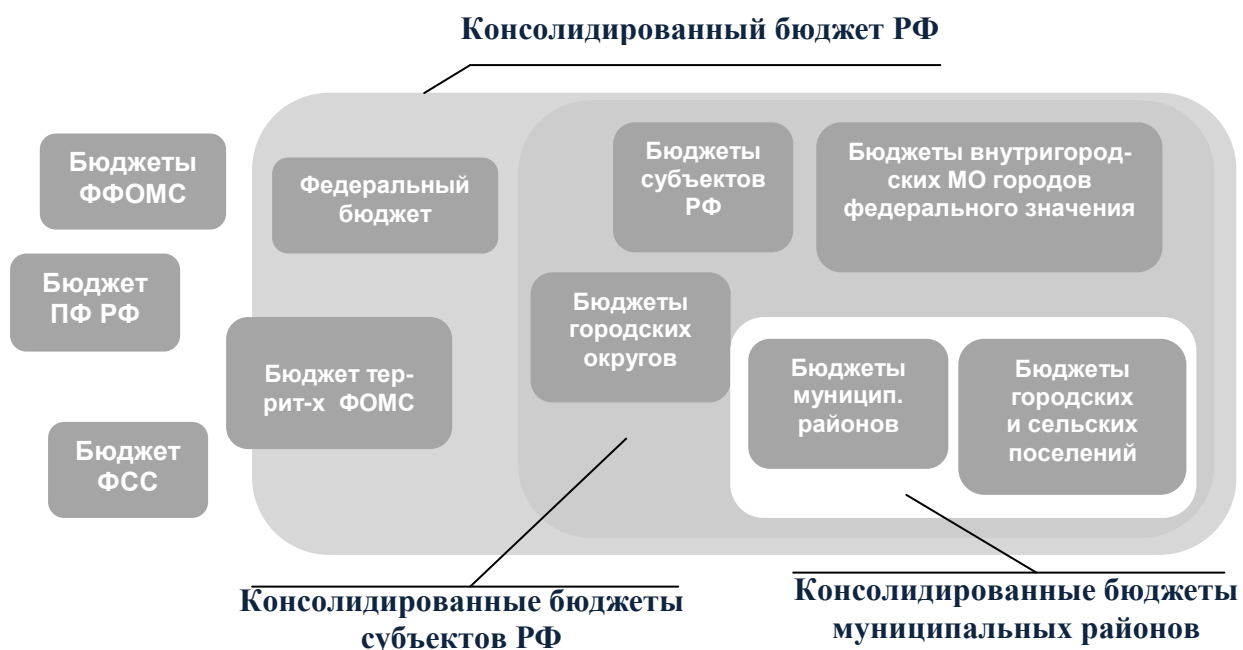 Консолидированный бюджет РФ
Бюджеты
ФФОМС
Федеральный
бюджет
Бюджеты
субъектов
РФ
Бюджеты внутригород-
ских МО городов
федерального значения
Бюджет
ПФ РФ
Бюджеты
городских
округов
Бюджет тер-
рит-х ФОМС
Бюджеты
муницип.
районов
Бюджеты
городских
и сельских
поселений
Бюджет
ФСС
Консолидированные бюджеты
субъектов РФ
Консолидированные бюджеты
муниципальных районов